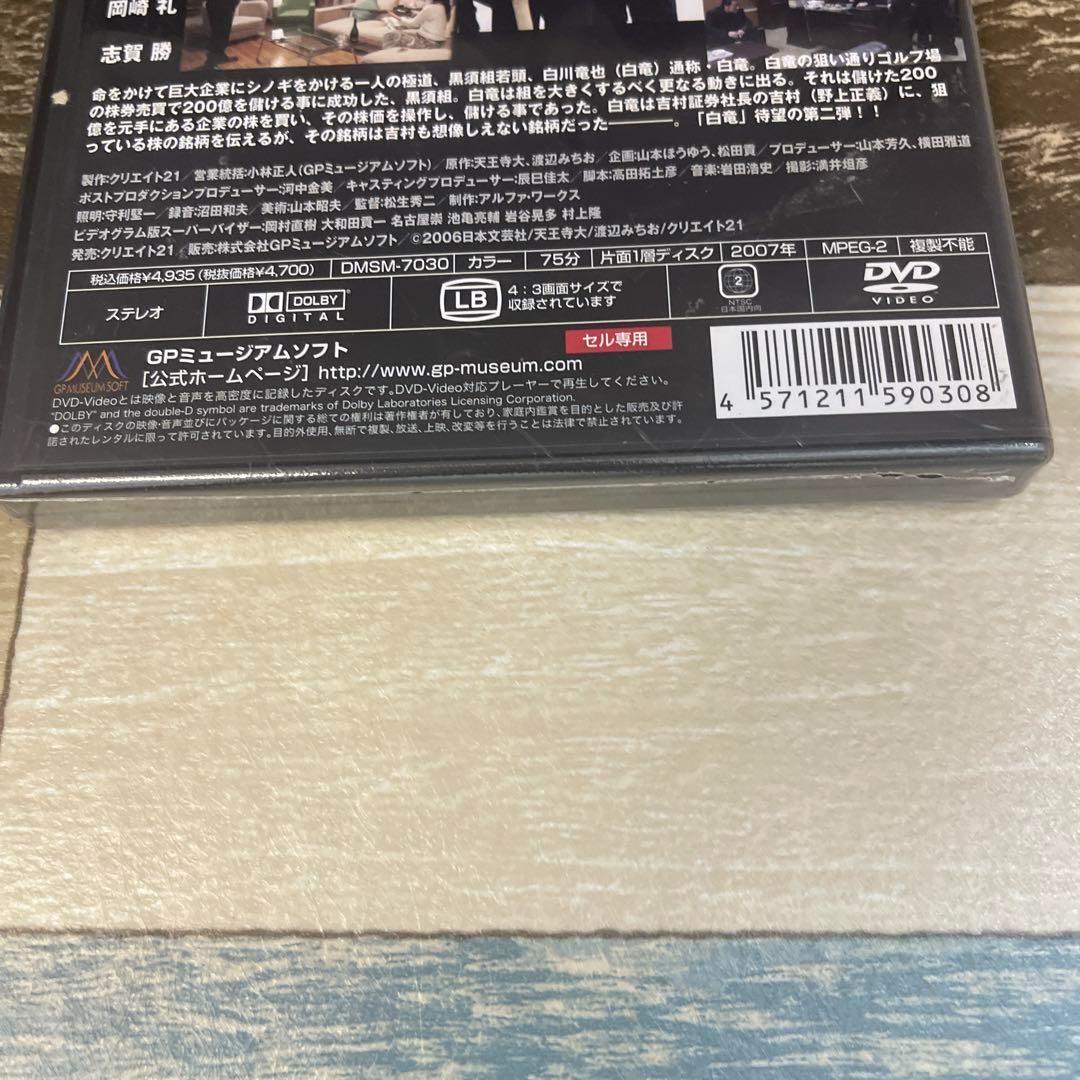 岡崎 礼
志賀 勝
命をかけて巨大企業にシノギをかける一人の極道、黒須組若頭、白川竜也（白竜）通称・白竜。白竜の狙い通りゴルフ場
の株券売買で200億を儲ける事に成功した、黒須組。白竜は組を大きくするべく更なる動きに出る。それは儲けた200
億を元手にある企業の株を買い、その株価を操作し、儲ける事であった。白竜は吉村証券社長の吉村（野上正義）に、狙
っている株の銘柄を伝えるが、その銘柄は吉村も想像しえない銘柄だった━━━。「白竜」待望の第二弾！！
製作:クリエイト21／営業統括:小林正人（GPミュージアムソフト）／原作:天王寺大、渡辺みちお／企画:山本ほうゆう、松田貢／プロデューサー:山本芳久、横田雅道
ポストプロダクションプロデューサー:河中金美／キャスティングプロデューサー:辰巳佳太／脚本:高田拓土彦／音楽:岩田浩史／撮影:満井垣彦
照明:守利堅一／録音:沼田和夫／美術:山本昭夫／監督:松生秀二／制作:アルファ・ワークス
ビデオグラム版スーパーバイザー:岡村直樹 大和田貢一 名古屋崇 池亀亮輔 岩谷晃多 村上隆
発売:クリエイト21 販売:株式会社GPミュージアムソフト／©2006日本文芸社/天王寺大/渡辺みちお/クリエイト21
税込価格¥4,935（税抜価格¥4,700） DMSM-7030 カラー 75分 片面1層ディスク 2007年 MPEG-2 複製不能
ステレオ DOLBY DIGITAL LB 4：3画面サイズで収録されています 2 NTSC 日本国内向 DVD VIDEO
セル専用
GPミュージアムソフト
GP MUSEUM SOFT
[公式ホームページ] http://www.gp-museum.com
DVD-Videoとは映像と音声を高密度に記録したディスクです。DVD-Video対応プレーヤーで再生してください。
"DOLBY" and the double-D symbol are trademarks of Dolby Laboratories Licensing Corporation.
●このディスクの映像・音声並びにパッケージに関する総ての権利は著作権者が有しており、家庭内鑑賞を目的とした販売及び許
諾されたレンタルに限って許可されています。目的外使用、無断で複製、放送、上映、改変等を行うことは法律で禁止されています。
4 571211 590308